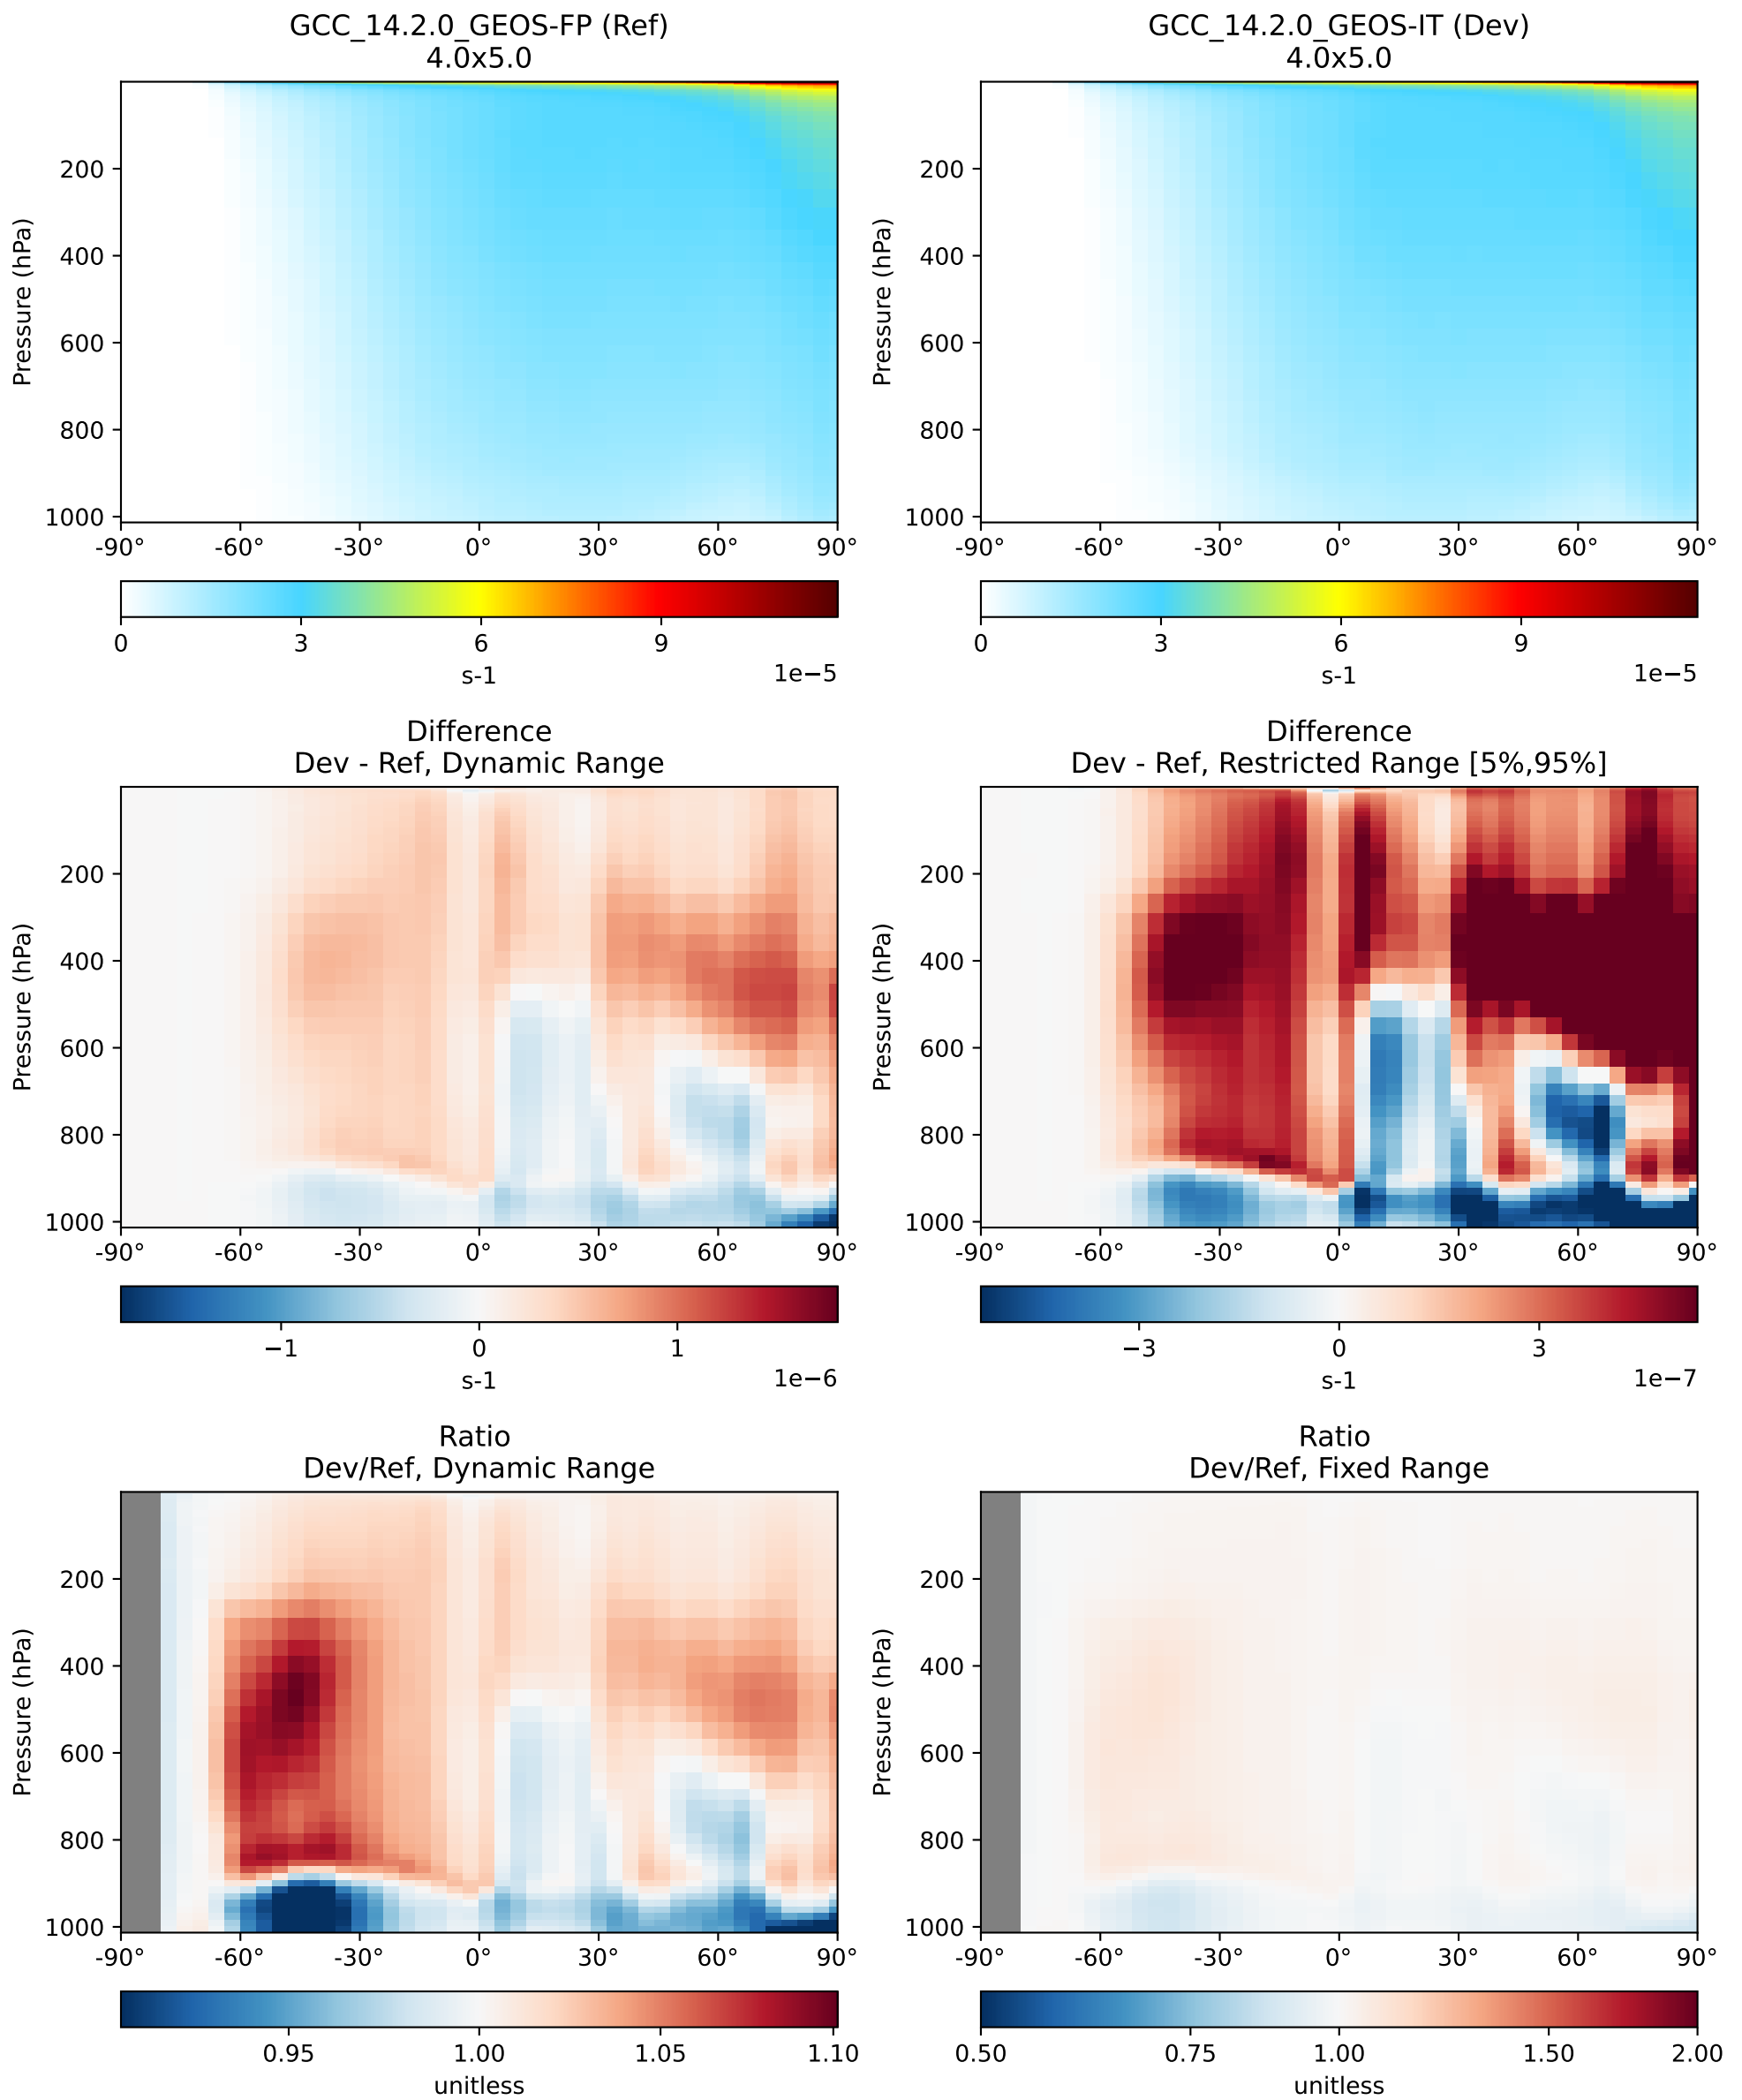 GCC_14.2.0_GEOS-FP (Ref)
4.0x5.0
Pressure (hPa)
200
400
600
800
1000
-90° -60° -30° 0° 30° 60° 90°
0 3 6 9
1e−5
s-1
GCC_14.2.0_GEOS-IT (Dev)
4.0x5.0
Pressure (hPa)
200
400
600
800
1000
-90° -60° -30° 0° 30° 60° 90°
0 3 6 9
1e−5
s-1
Difference
Dev - Ref, Dynamic Range
Pressure (hPa)
200
400
600
800
1000
-90° -60° -30° 0° 30° 60° 90°
−1 0 1
1e−6
s-1
Difference
Dev - Ref, Restricted Range [5%,95%]
Pressure (hPa)
200
400
600
800
1000
-90° -60° -30° 0° 30° 60° 90°
−3 0 3
1e−7
s-1
Ratio
Dev/Ref, Dynamic Range
Pressure (hPa)
200
400
600
800
1000
-90° -60° -30° 0° 30° 60° 90°
0.95 1.00 1.05 1.10
unitless
Ratio
Dev/Ref, Fixed Range
Pressure (hPa)
200
400
600
800
1000
-90° -60° -30° 0° 30° 60° 90°
0.50 0.75 1.00 1.50 2.00
unitless